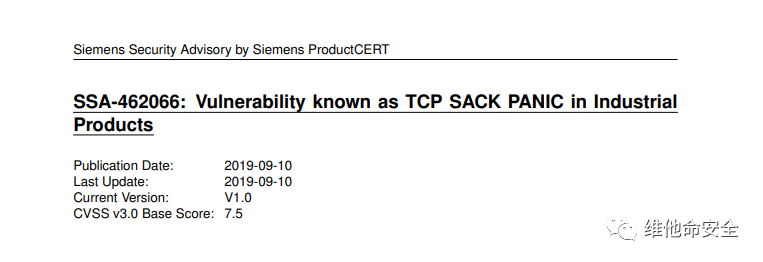 Siemens Security Advisory by Siemens ProductCERT
SSA-462066: Vulnerability known as TCP SACK PANIC in Industrial
Products
Publication Date: 2019-09-10
Last Update: 2019-09-10
Current Version: V1.0
CVSS v3.0 Base Score: 7.5
维他命安全